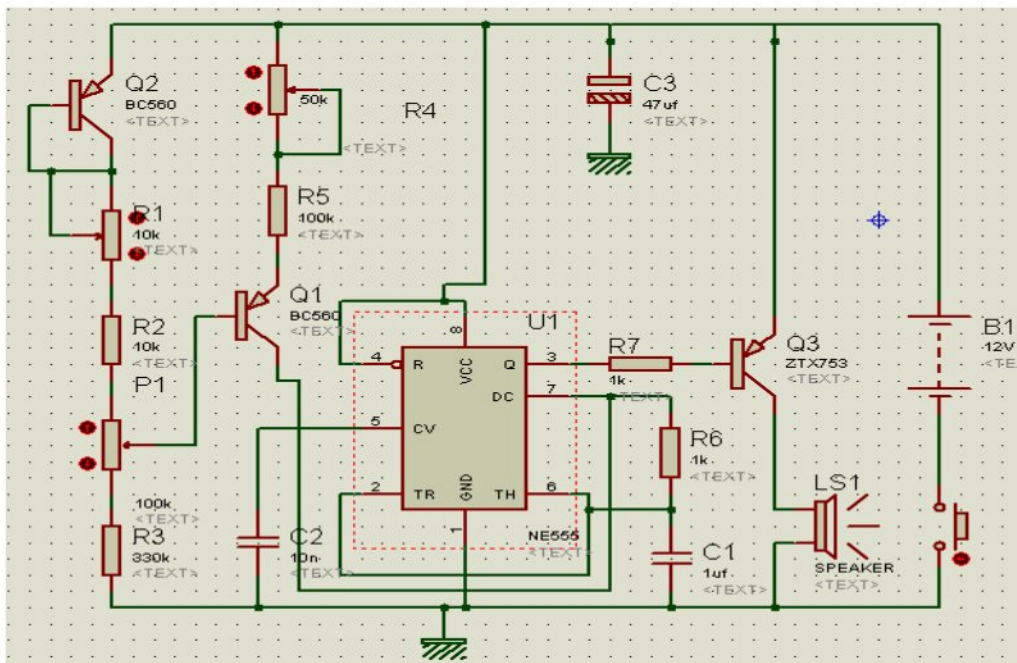 Q2
BC560
<TEXT>
50k
R4
<TEXT>
C3
47uf
<TEXT>
R1
10k
<TEXT>
R5
100k
<TEXT>
Q1
BC560
<TEXT>
R2
10k
<TEXT>
P1
100k
<TEXT>
R3
330k
<TEXT>
C2
10n
<TEXT>
U1
8
4
R
VCC
Q
3
DC
7
5
CV
2
TR
GND
TH
6
1
NE555
<TEXT>
R7
1k
<TEXT>
Q3
ZTX753
<TEXT>
R6
1k
<TEXT>
C1
1uf
<TEXT>
LS1
SPEAKER
<TEXT>
B1
12V
<TE